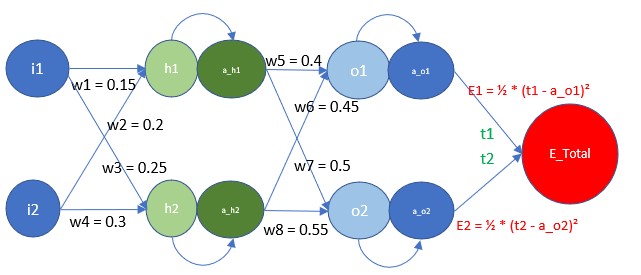 i1
h1
a_h1
w5 = 0.4
o1
a_o1
w1 = 0.15
E1 = ½ * (t1 - a_o1)²
w6 = 0.45
w2 = 0.2
t1
t2
E_Total
w3 = 0.25
w7 = 0.5
i2
h2
a_h2
o2
a_o2
w4 = 0.3
w8 = 0.55
E2 = ½ * (t2 - a_o2)²